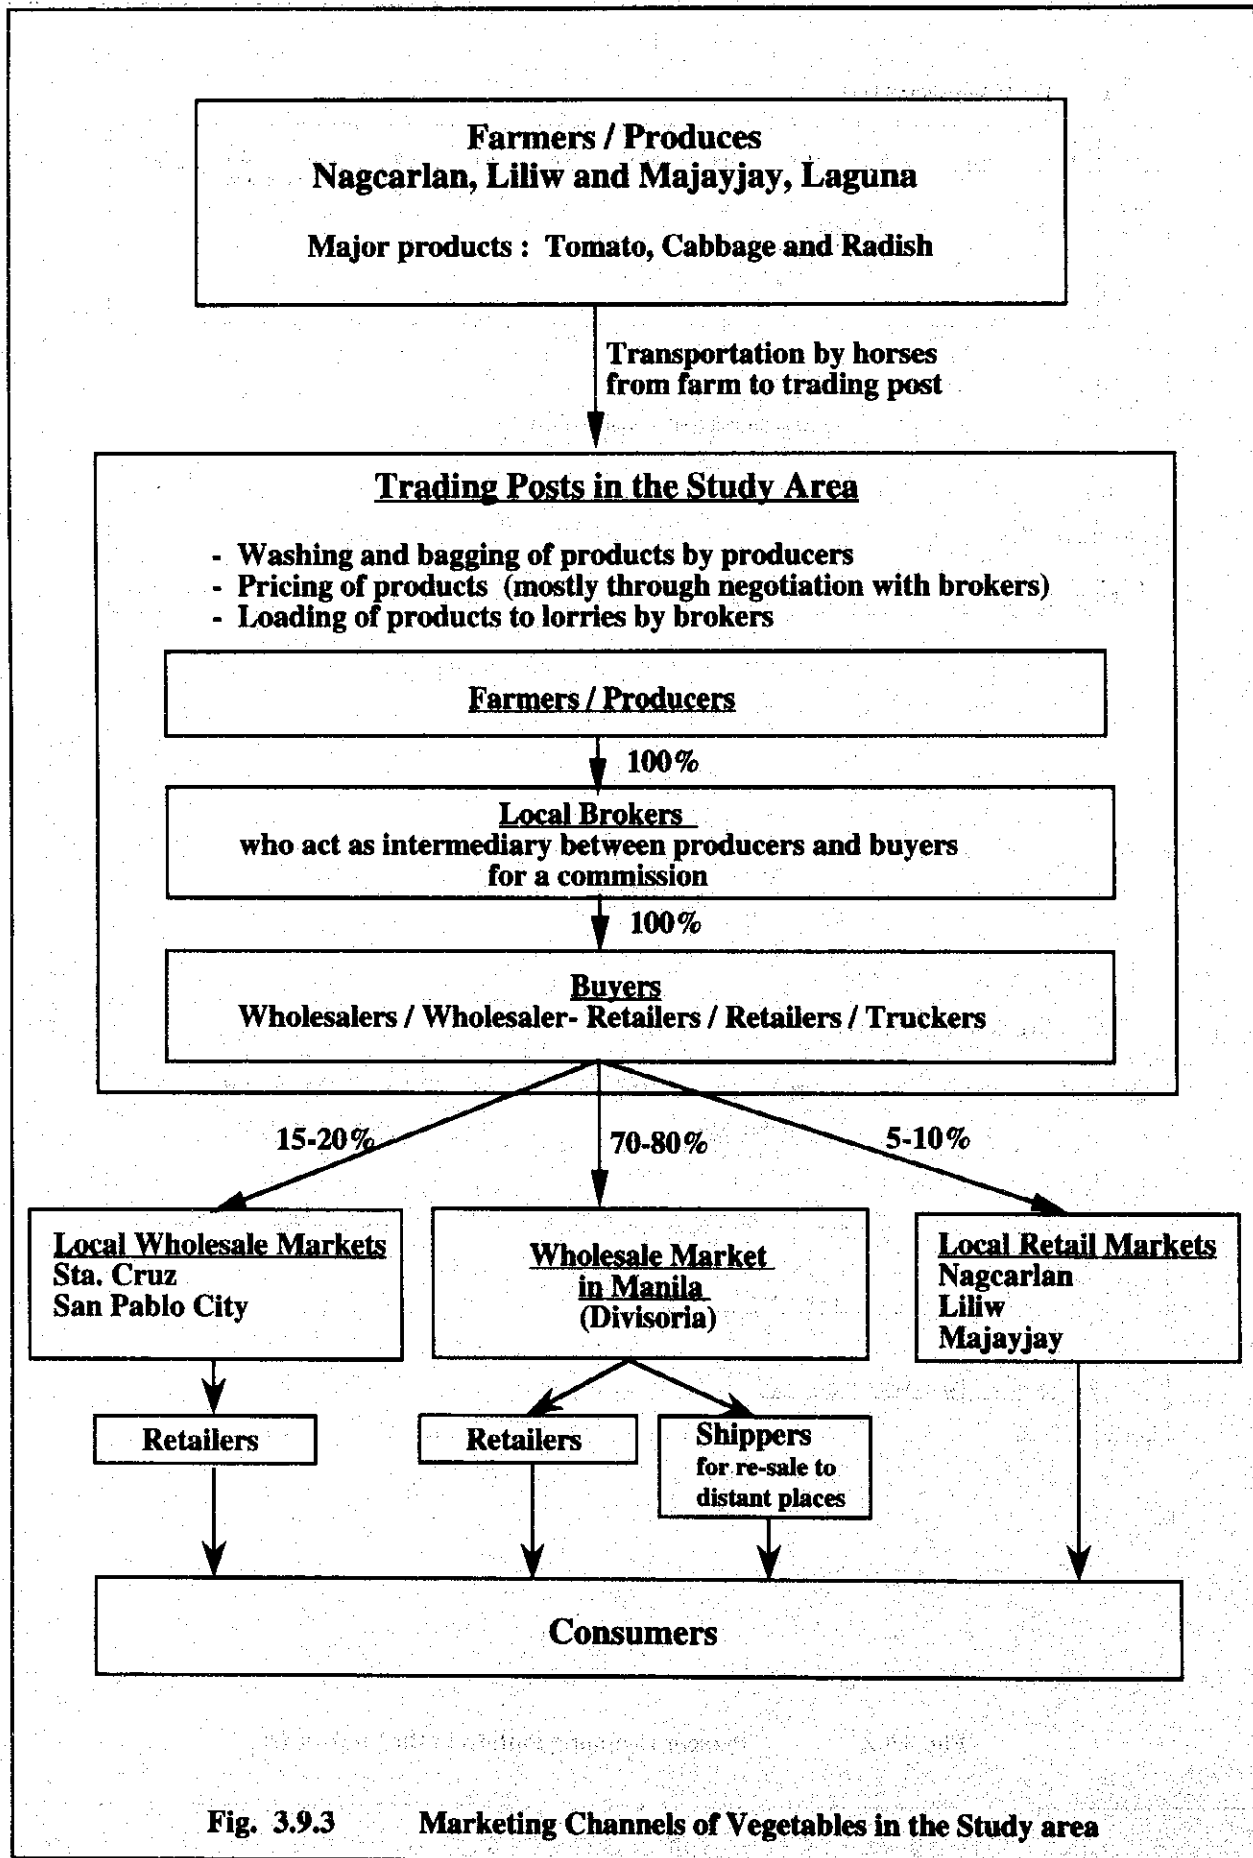 Farmers / Produces
Nagcarlan, Liliw and Majayjay, Laguna
Major products : Tomato, Cabbage and Radish
Transportation by horses
from farm to trading post
Trading Posts in the Study Area
- Washing and bagging of products by producers
- Pricing of products (mostly through negotiation with brokers)
- Loading of products to lorries by brokers
Farmers / Producers
100%
Local Brokers
who act as intermediary between producers and buyers
for a commission
100%
Buyers
Wholesalers / Wholesaler- Retailers / Retailers / Truckers
15-20%
70-80%
5-10%
Local Wholesale Markets
Sta. Cruz
San Pablo City
Wholesale Market
in Manila
(Divisoria)
Local Retail Markets
Nagcarlan
Liliw
Majayjay
Retailers
Retailers
Shippers
for re-sale to
distant places
Consumers
Fig. 3.9.3 Marketing Channels of Vegetables in the Study area